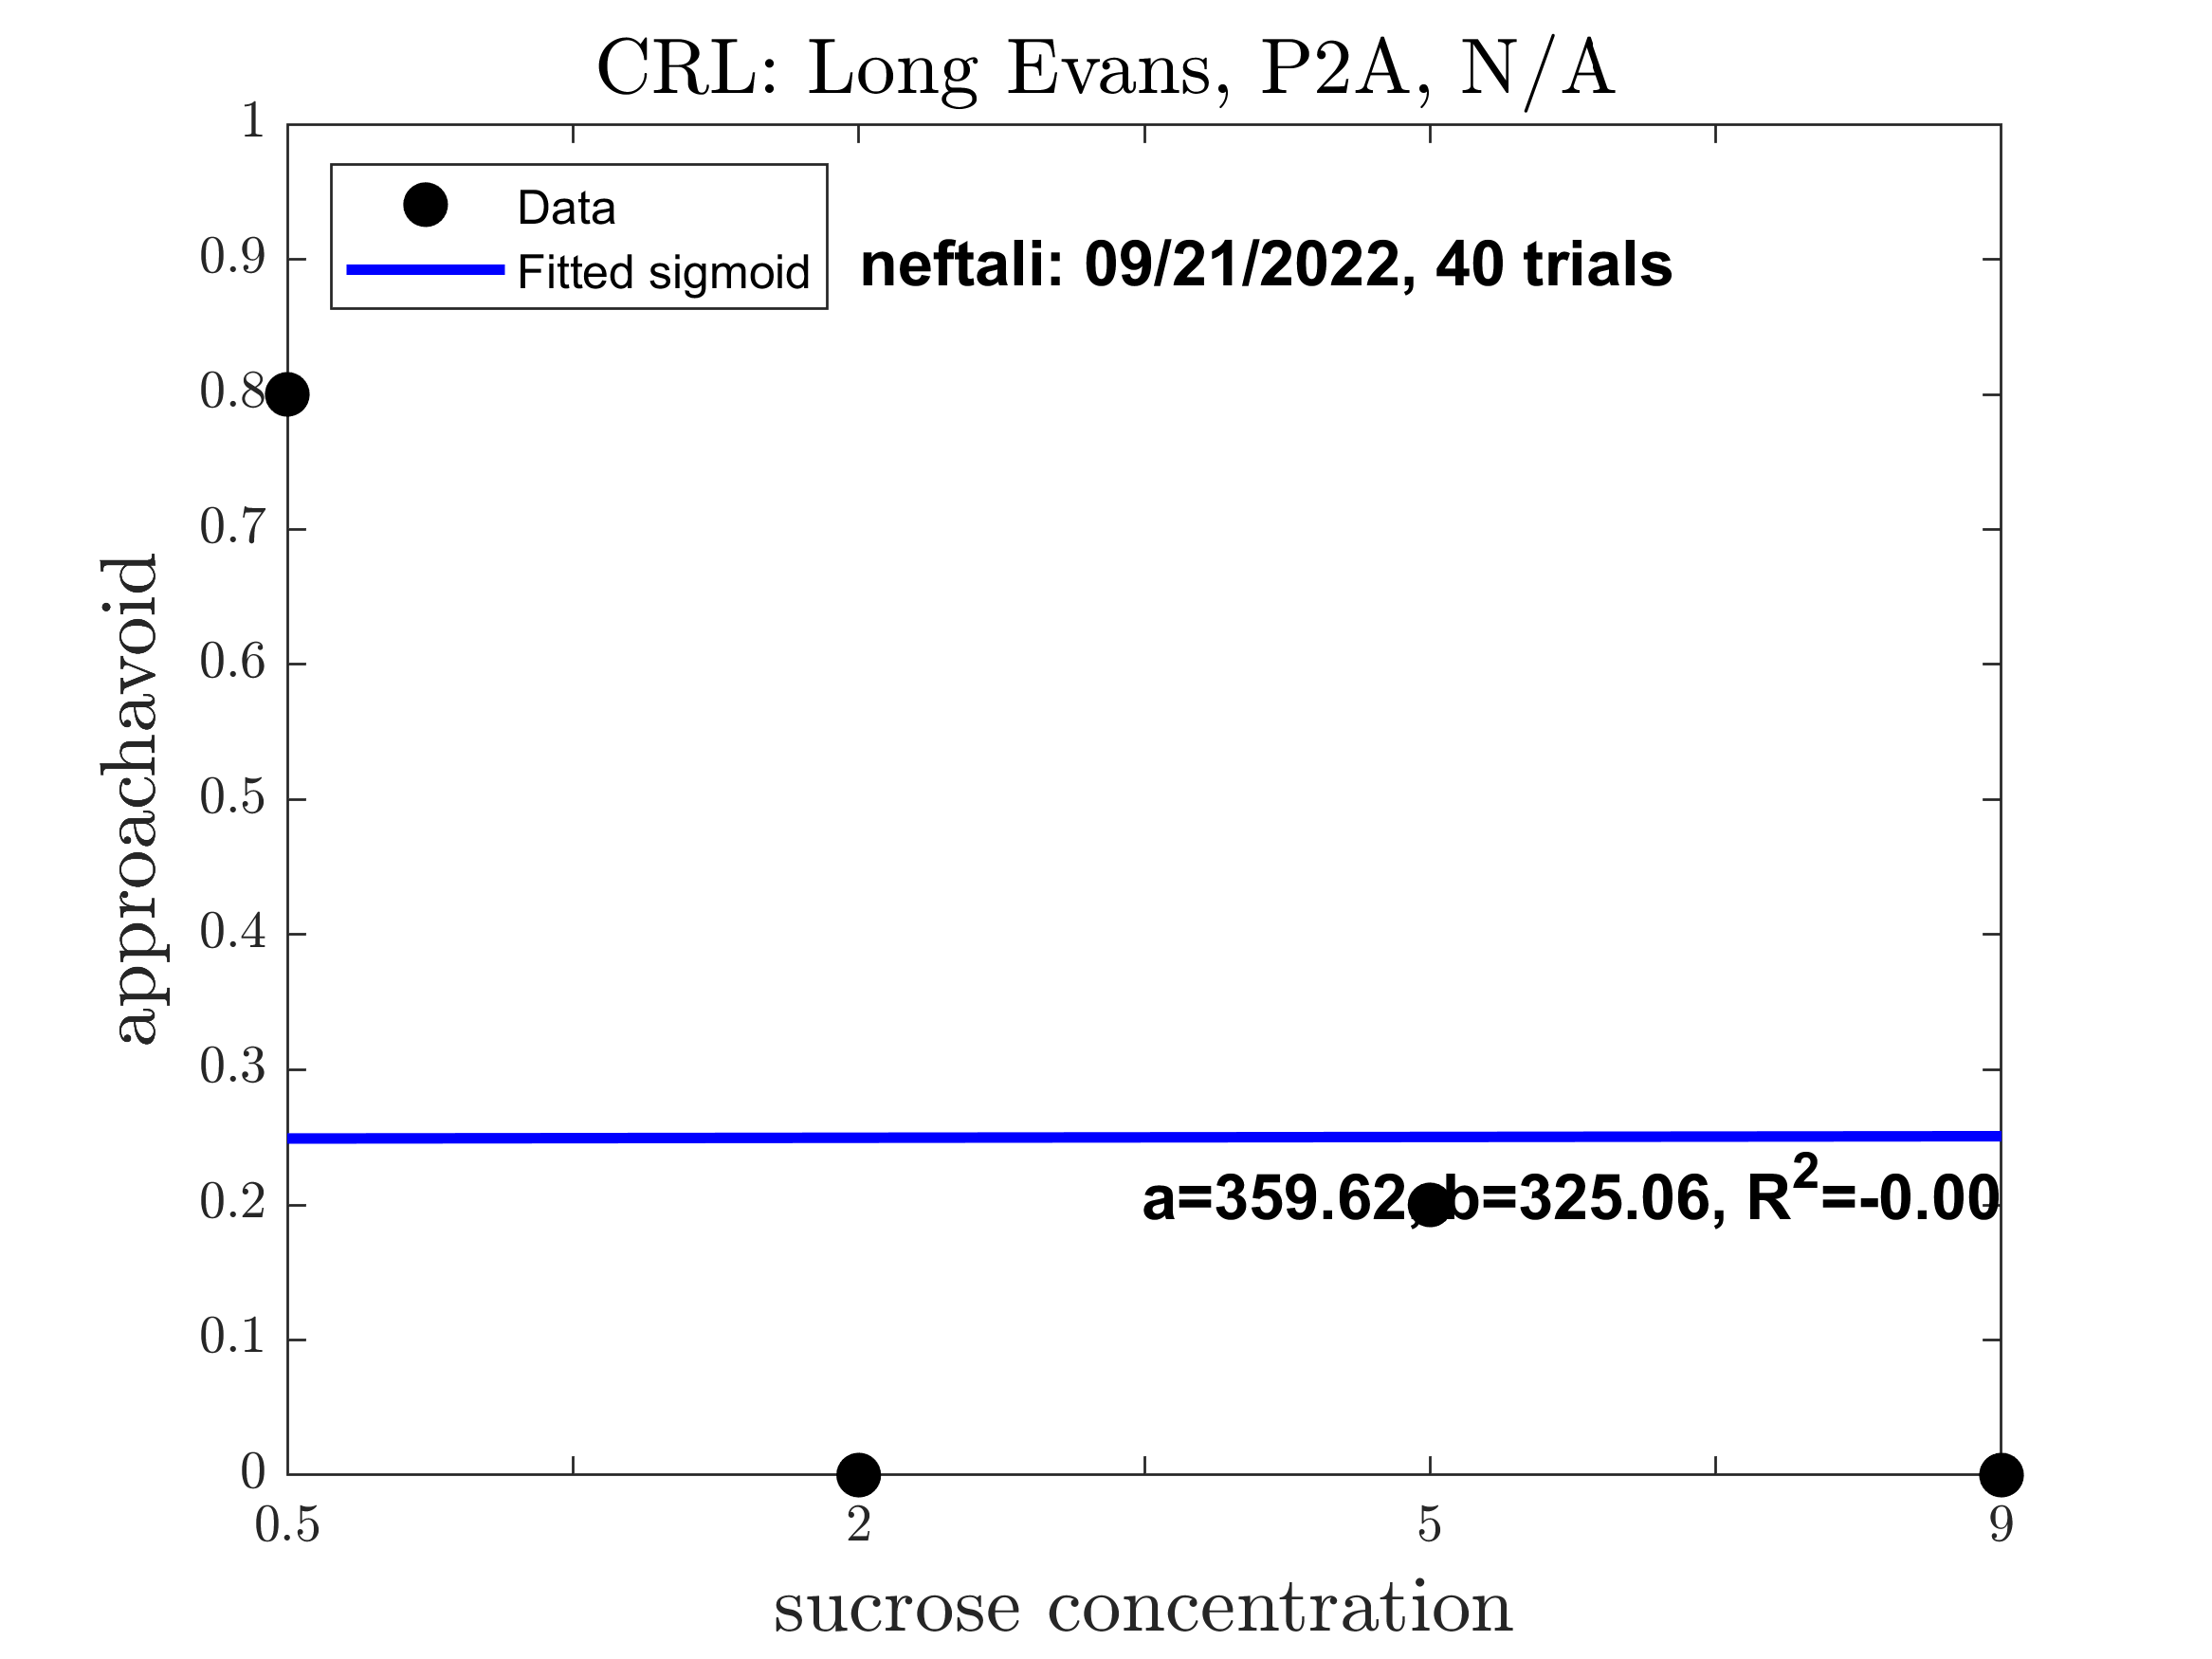 CRL: Long Evans, P2A, N/A
1
Data
Fitted sigmoid
neftali: 09/21/2022, 40 trials
0.9
0.8
0.7
0.6
0.5
0.4
0.3
0.2
0.1
0
approachavoid
a=359.62, b=325.06, R²=-0.00
0.5 2 5 9
sucrose concentration